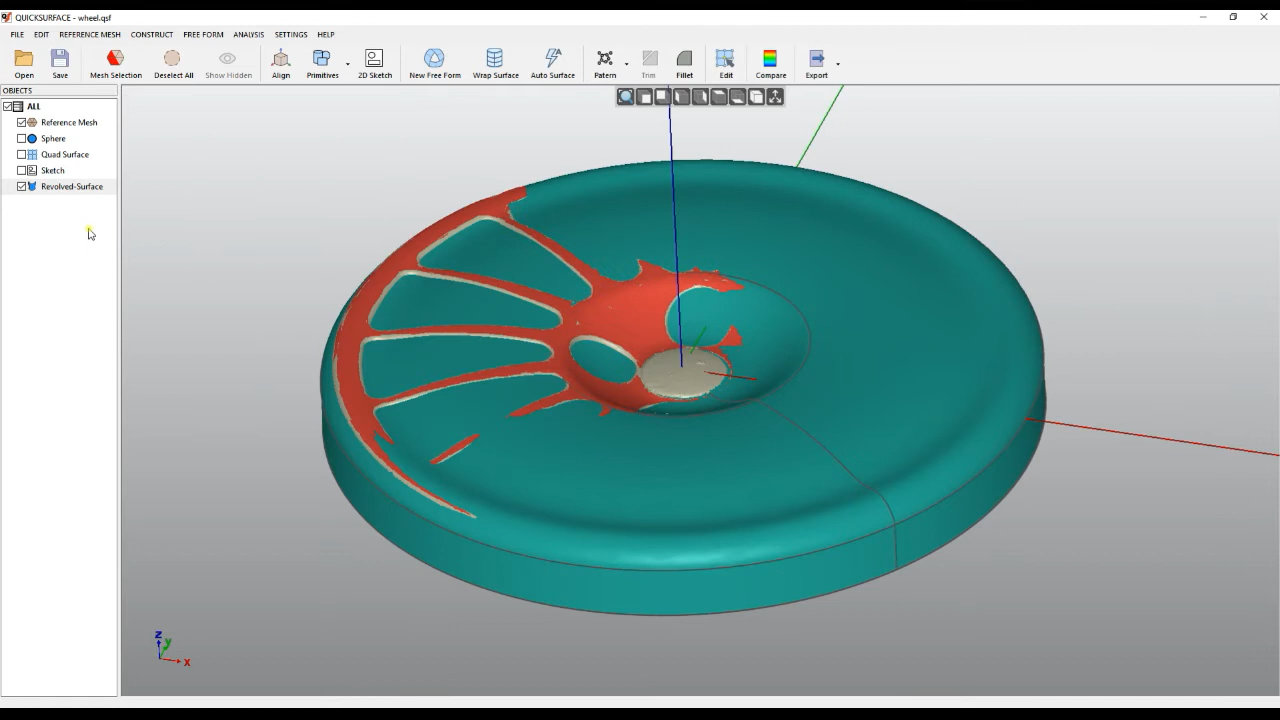 QUICKSURFACE - wheel.qsf
FILE EDIT REFERENCE MESH CONSTRUCT FREE FORM ANALYSIS SETTINGS HELP
Open Save Mesh Selection Deselect All Show Hidden Align Primitives 2D Sketch New Free Form Wrap Surface Auto Surface Patern Trim Fillet Edit Compare Export
OBJECTS
ALL
Reference Mesh
Sphere
Quad Surface
Sketch
Revolved-Surface
z
y
x